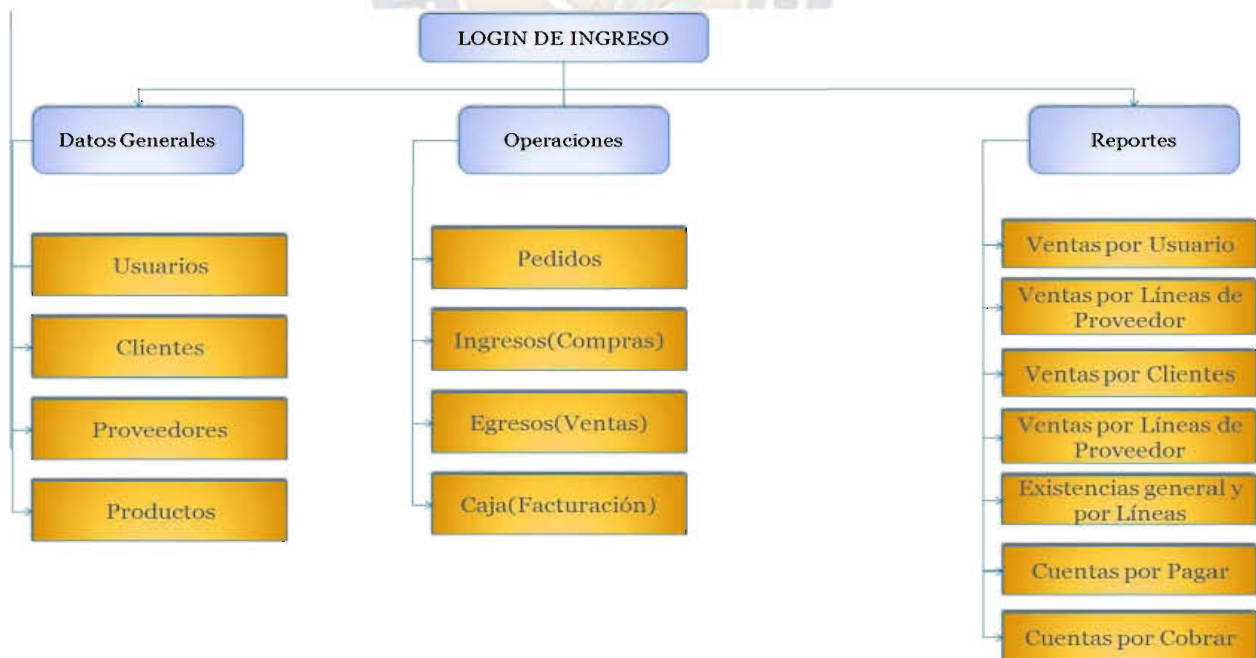 LOGIN DE INGRESO
Datos Generales
Usuarios
Clientes
Proveedores
Productos
Operaciones
Pedidos
Ingresos(Compras)
Egresos(Ventas)
Caja(Facturación)
Reportes
Ventas por Usuario
Ventas por Líneas de
Proveedor
Ventas por Clientes
Ventas por Líneas de
Proveedor
Existencias general y
por Líneas
Cuentas por Pagar
Cuentas por Cobrar